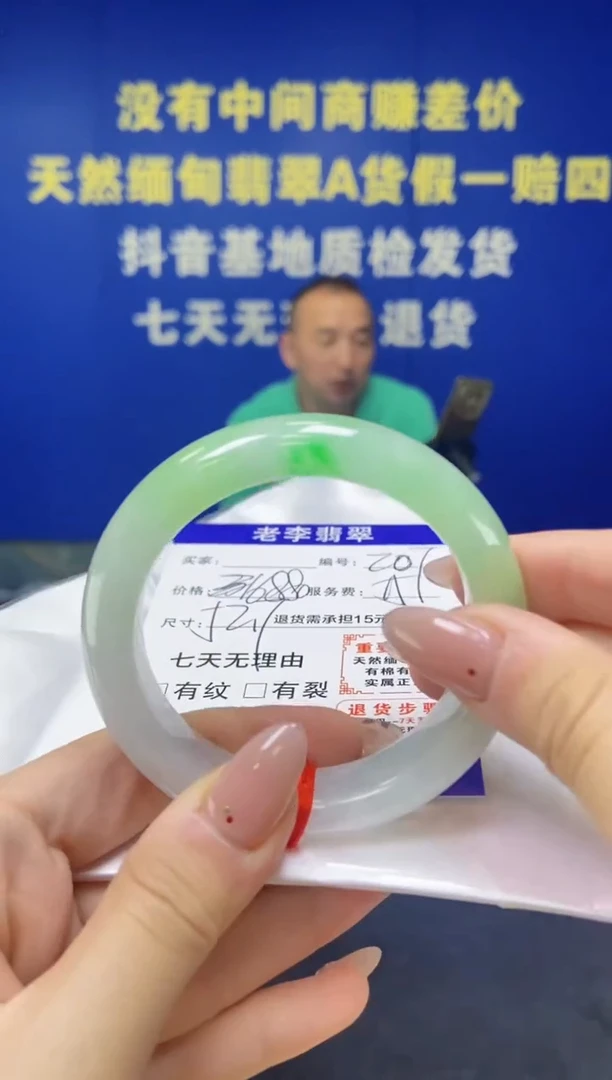 没有中间商赚差价
天然缅甸翡翠A货假一赔四
抖音基地质检发货
七天无 退货
老李翡翠
买家: 编号: 207
价格: 服务费:
尺寸: 退货需承担15元
七天无理由
有纹 □有裂
天然缅
有棉有
实属正
退货步骤